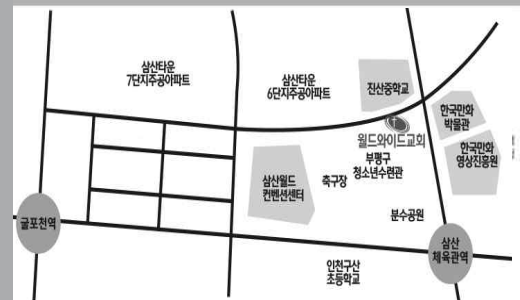 삼산타운
7단지주공아파트
삼산타운
6단지주공아파트
진산중학교
한국만화
박물관
월드와이드교회
한국만화
영상진흥원
부평구
청소년수련관
삼산월드
컨벤션센터
축구장
굴포천역
분수공원
삼산
체육관역
인천구산
초등학교